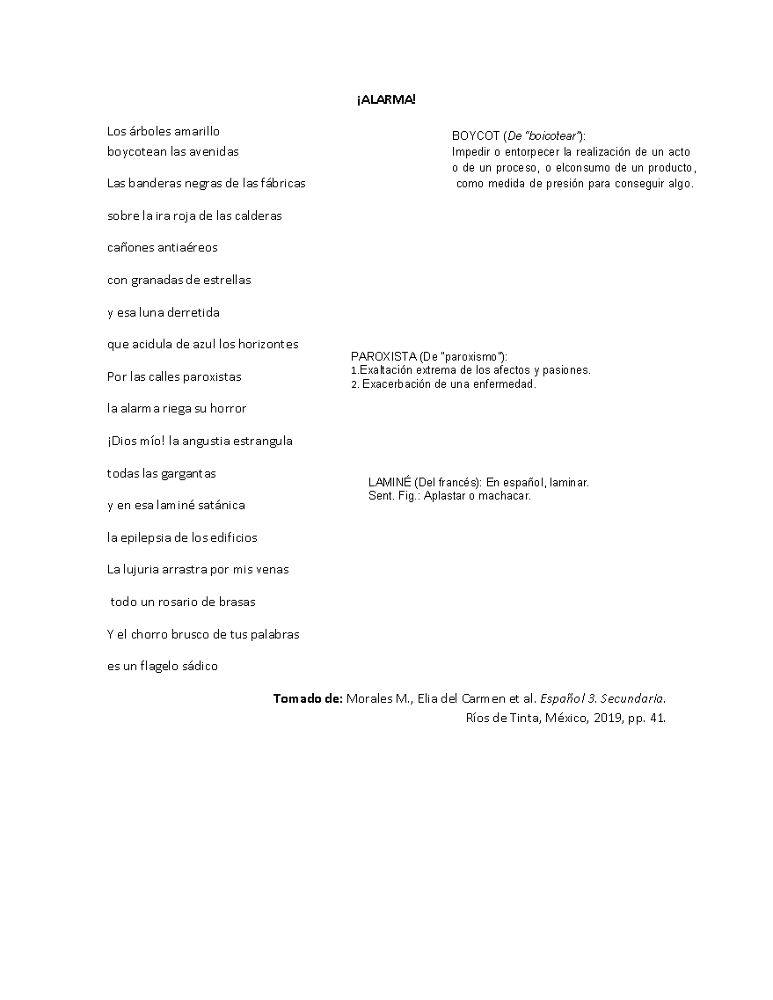 ¡ALARMA!
Los árboles amarillo
boycotean las avenidas
Las banderas negras de las fábricas
sobre la ira roja de las calderas
cañones antiaéreos
con granadas de estrellas
y esa luna derretida
que acidula de azul los horizontes
Por las calles paroxistas
la alarma riega su horror
¡Dios mío! la angustia estrangula
todas las gargantas
y en esa laminé satánica
la epilepsia de los edificios
La lujuria arrastra por mis venas
todo un rosario de brasas
Y el chorro brusco de tus palabras
es un flagelo sádico
BOYCOT (De “boicotear”):
Impedir o entorpecer la realización de un acto
o de un proceso, o elconsumo de un producto,
como medida de presión para conseguir algo.
PAROXISTA (De "paroxismo"):
1.Exaltación extrema de los afectos y pasiones.
2. Exacerbación de una enfermedad.
LAMINÉ (Del francés): En español, laminar.
Sent. Fig.: Aplastar o machacar.
Tomado de: Morales M., Elia del Carmen et al. Español 3. Secundaria.
Ríos de Tinta, México, 2019, pp. 41.